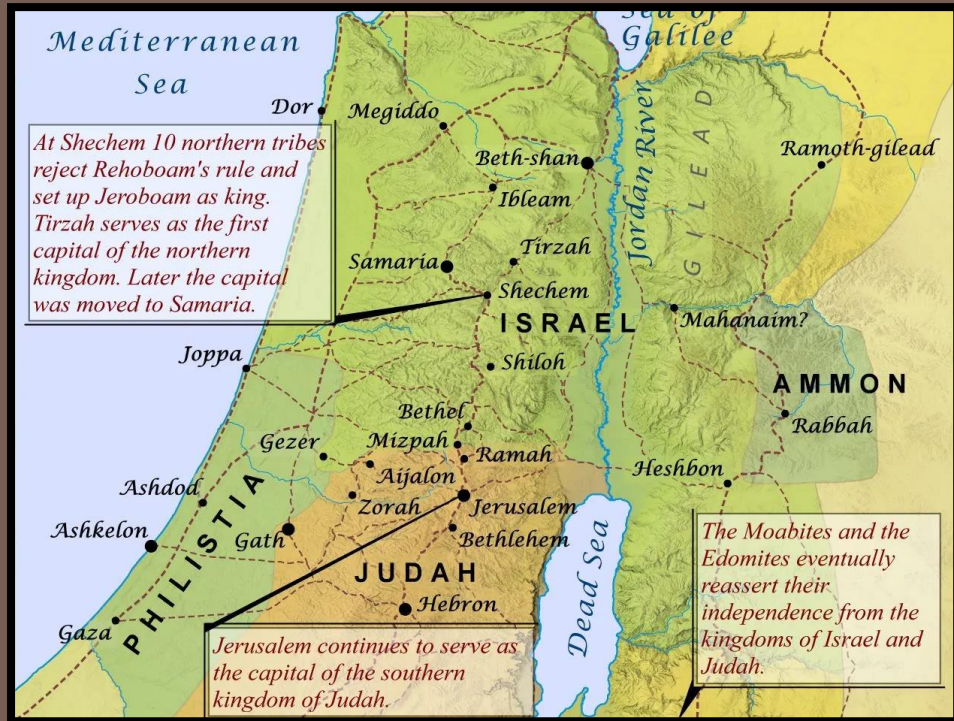 Mediterranean
Sea
Sea of
Galilee
Dor
Megiddo
Jordan River
GILEAD
Ramoth-gilead
At Shechem 10 northern tribes
reject Rehoboam's rule and
set up Jeroboam as king.
Tirzah serves as the first
capital of the northern
kingdom. Later the capital
was moved to Samaria.
Beth-shan
Ibleam
Tirzah
Samaria
Shechem
ISRAEL
Mahanaim?
Joppa
Shiloh
AMMON
Rabbah
Bethel
Gezer
Mizpah
Ramah
Aijalon
Heshbon
Ashdod
Zorah
Jerusalem
PHILISTIA
Ashkelon
Gath
Bethlehem
JUDAH
Hebron
Dead Sea
Gaza
The Moabites and the
Edomites eventually
reassert their
independence from the
kingdoms of Israel and
Judah.
Jerusalem continues to serve as
the capital of the southern
kingdom of Judah.